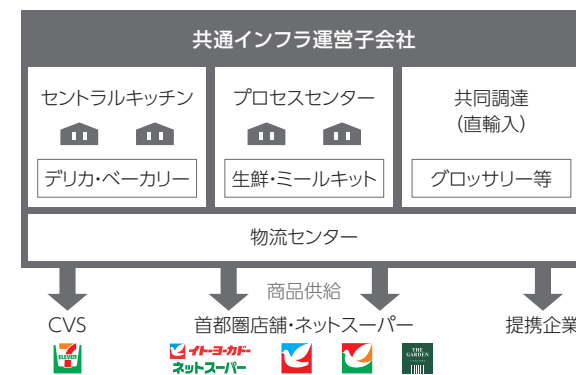 共通インフラ運営子会社
セントラルキッチン
デリカ・ベーカリー
プロセスセンター
生鮮・ミールキット
共同調達
(直輸入)
グロッサリー等
物流センター
商品供給
CVS
首都圏店舗・ネットスーパー
提携企業
7
ELEVEN
イトーヨーカドー
ネットスーパー
THE
GARDEN